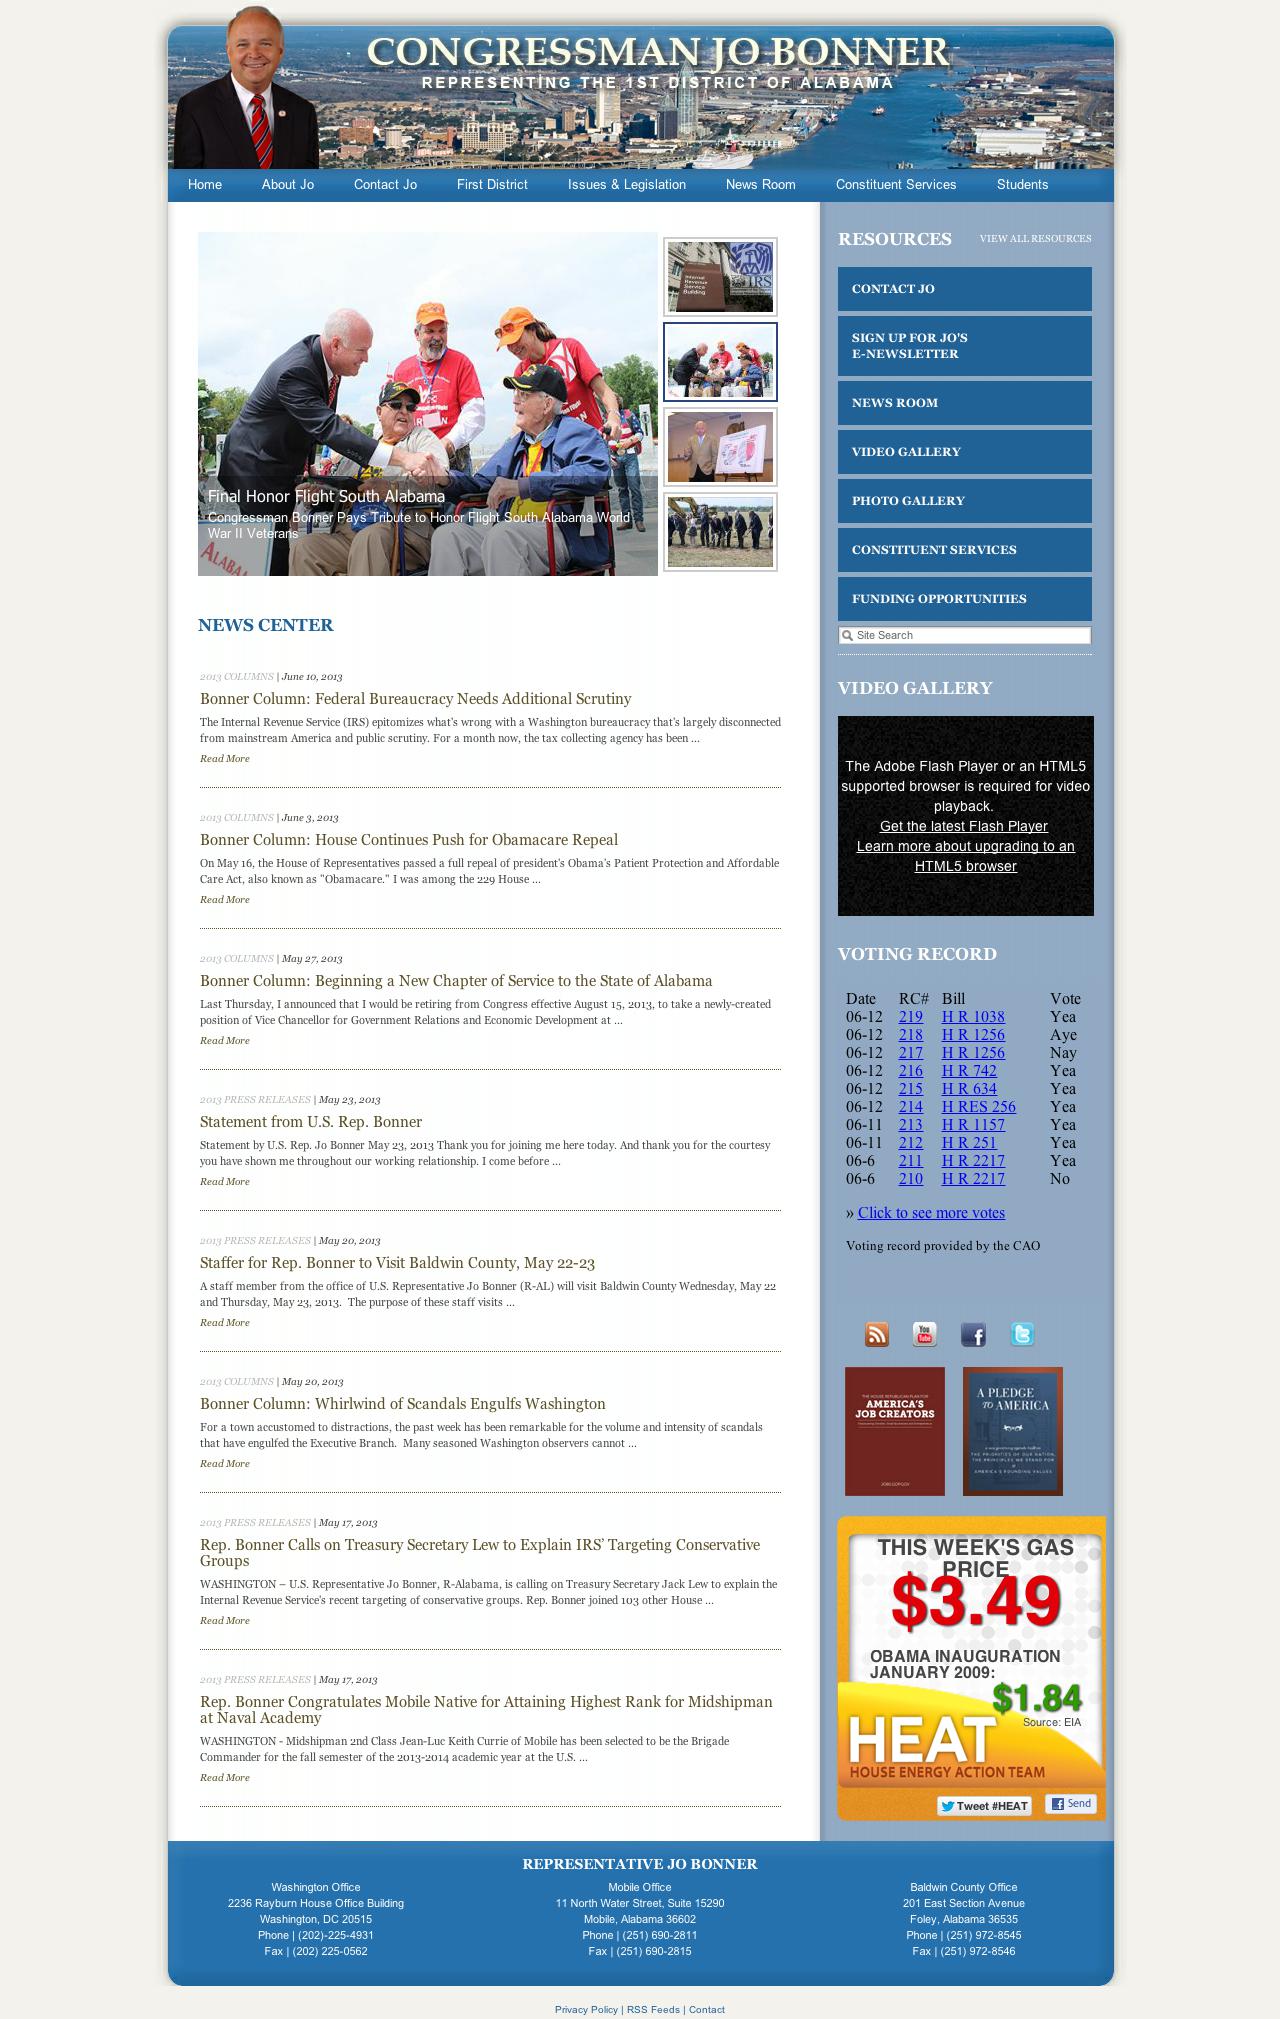 CONGRESSMAN JO BONNER
REPRESENTING THE 1ST DISTRICT OF ALABAMA
Home About Jo Contact Jo First District Issues & Legislation News Room Constituent Services Students
Internal
Revenue
Service
Building
IRS
Final Honor Flight South Alabama
Congressman Bonner Pays Tribute to Honor Flight South Alabama World
War II Veterans
NEWS CENTER
2013 COLUMNS | June 10, 2013
Bonner Column: Federal Bureaucracy Needs Additional Scrutiny
The Internal Revenue Service (IRS) epitomizes what's wrong with a Washington bureaucracy that's largely disconnected
from mainstream America and public scrutiny. For a month now, the tax collecting agency has been ...
Read More
2013 COLUMNS | June 3, 2013
Bonner Column: House Continues Push for Obamacare Repeal
On May 16, the House of Representatives passed a full repeal of president's Obama's Patient Protection and Affordable
Care Act, also known as "Obamacare." I was among the 229 House ...
Read More
2013 COLUMNS | May 27, 2013
Bonner Column: Beginning a New Chapter of Service to the State of Alabama
Last Thursday, I announced that I would be retiring from Congress effective August 15, 2013, to take a newly-created
position of Vice Chancellor for Government Relations and Economic Development at ...
Read More
2013 PRESS RELEASES | May 23, 2013
Statement from U.S. Rep. Bonner
Statement by U.S. Rep. Jo Bonner May 23, 2013 Thank you for joining me here today. And thank you for the courtesy
you have shown me throughout our working relationship. I come before ...
Read More
2013 PRESS RELEASES | May 20, 2013
Staffer for Rep. Bonner to Visit Baldwin County, May 22-23
A staff member from the office of U.S. Representative Jo Bonner (R-AL) will visit Baldwin County Wednesday, May 22
and Thursday, May 23, 2013. The purpose of these staff visits ...
Read More
2013 COLUMNS | May 20, 2013
Bonner Column: Whirlwind of Scandals Engulfs Washington
For a town accustomed to distractions, the past week has been remarkable for the volume and intensity of scandals
that have engulfed the Executive Branch. Many seasoned Washington observers cannot ...
Read More
2013 PRESS RELEASES | May 17, 2013
Rep. Bonner Calls on Treasury Secretary Lew to Explain IRS' Targeting Conservative
Groups
WASHINGTON – U.S. Representative Jo Bonner, R-Alabama, is calling on Treasury Secretary Jack Lew to explain the
Internal Revenue Service's recent targeting of conservative groups. Rep. Bonner joined 103 other House ...
Read More
2013 PRESS RELEASES | May 17, 2013
Rep. Bonner Congratulates Mobile Native for Attaining Highest Rank for Midshipman
at Naval Academy
WASHINGTON - Midshipman 2nd Class Jean-Luc Keith Currie of Mobile has been selected to be the Brigade
Commander for the fall semester of the 2013-2014 academic year at the U.S. ...
Read More
RESOURCES VIEW ALL RESOURCES
CONTACT JO
SIGN UP FOR JO'S
E-NEWSLETTER
NEWS ROOM
VIDEO GALLERY
PHOTO GALLERY
CONSTITUENT SERVICES
FUNDING OPPORTUNITIES
Site Search
VIDEO GALLERY
The Adobe Flash Player or an HTML5
supported browser is required for video
playback.
Get the latest Flash Player
Learn more about upgrading to an
HTML5 browser
VOTING RECORD
Date RC# Bill Vote
06-12 219 H R 1038 Yea
06-12 218 H R 1256 Aye
06-12 217 H R 1256 Nay
06-12 216 H R 742 Yea
06-12 215 H R 634 Yea
06-12 214 H RES 256 Yea
06-11 213 H R 1157 Yea
06-11 212 H R 251 Yea
06-6 211 H R 2217 Yea
06-6 210 H R 2217 No
» Click to see more votes
Voting record provided by the CAO
You
Tube
THE HOUSE REPUBLICAN PLAN FOR
AMERICA'S
JOB CREATORS
JOBS.GOP.GOV
A PLEDGE
TO AMERICA
THE PRIORITIES OF OUR NATION,
THE PRINCIPLES WE STAND FOR
&
AMERICA'S FOUNDING VALUES
THIS WEEK'S GAS
PRICE
$3.49
OBAMA INAUGURATION
JANUARY 2009:
$1.84
Source: EIA
HEAT
HOUSE ENERGY ACTION TEAM
Tweet #HEAT Send
REPRESENTATIVE JO BONNER
Washington Office
2236 Rayburn House Office Building
Washington, DC 20515
Phone | (202)-225-4931
Fax | (202) 225-0562
Mobile Office
11 North Water Street, Suite 15290
Mobile, Alabama 36602
Phone | (251) 690-2811
Fax | (251) 690-2815
Baldwin County Office
201 East Section Avenue
Foley, Alabama 36535
Phone | (251) 972-8545
Fax | (251) 972-8546
Privacy Policy | RSS Feeds | Contact